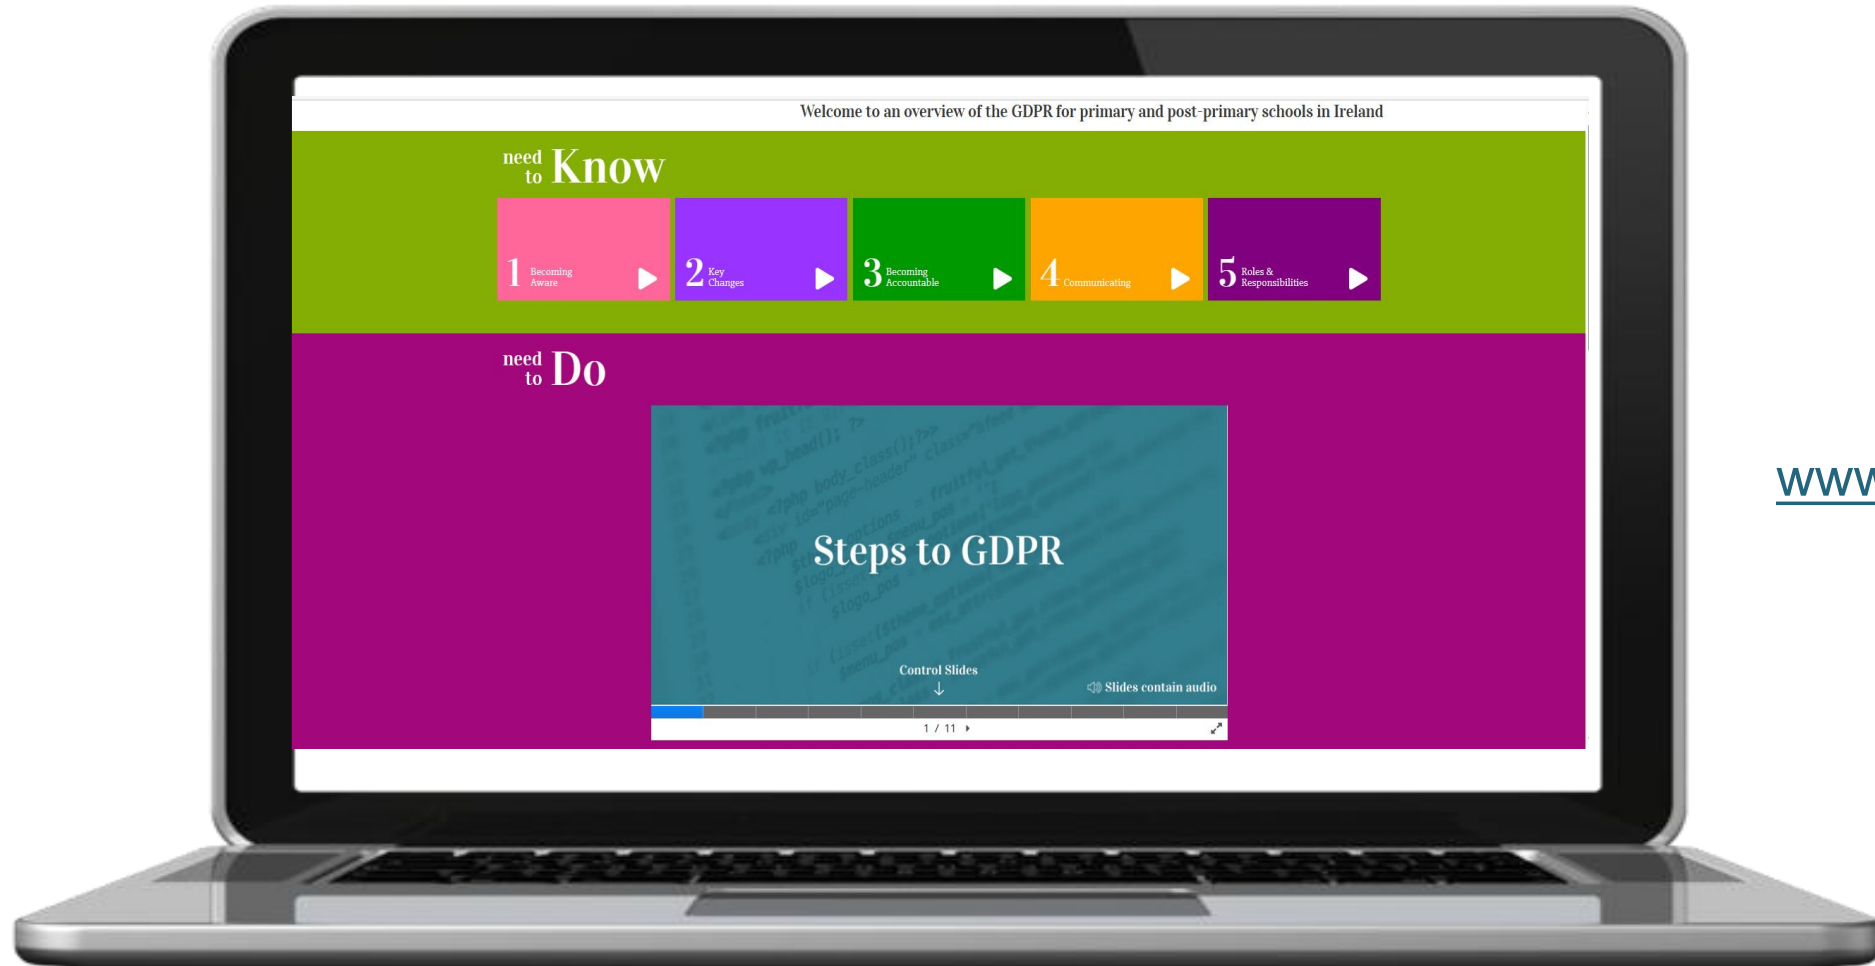 Welcome to an overview of the GDPR for primary and post-primary schools in Ireland
need
to Know
1 Becoming
Aware
2 Key
Changes
3 Becoming
Accountable
4 Communicating
5 Roles &
Responsibilities
need
to Do
Steps to GDPR
Control Slides
Slides contain audio
1 / 11
www